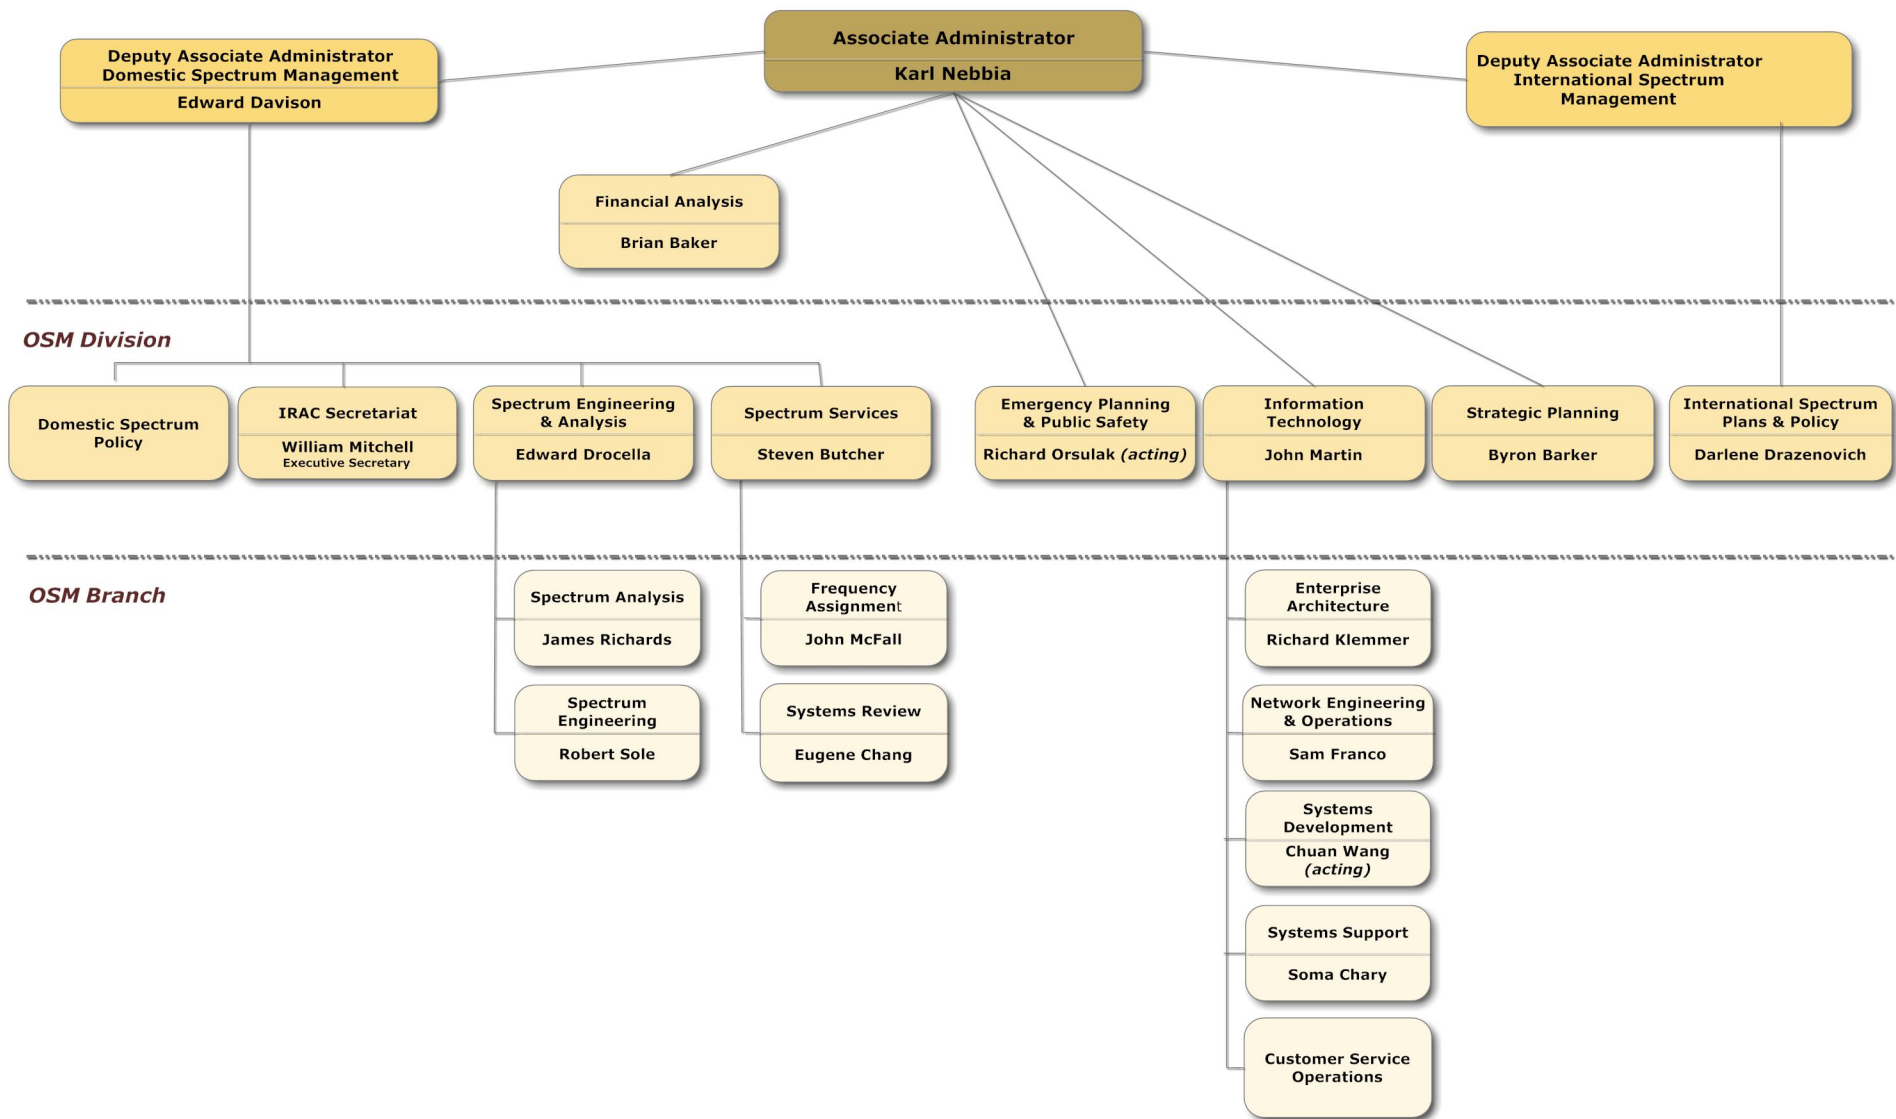 Associate Administrator
Karl Nebbia
Deputy Associate Administrator
Domestic Spectrum Management
Edward Davison
Deputy Associate Administrator
International Spectrum
Management
Financial Analysis
Brian Baker
OSM Division
Domestic Spectrum
Policy
IRAC Secretariat
William Mitchell
Executive Secretary
Spectrum Engineering
& Analysis
Edward Drocella
Spectrum Services
Steven Butcher
Emergency Planning
& Public Safety
Richard Orsulak (acting)
Information
Technology
John Martin
Strategic Planning
Byron Barker
International Spectrum
Plans & Policy
Darlene Drazenovich
OSM Branch
Spectrum Analysis
James Richards
Spectrum
Engineering
Robert Sole
Frequency
Assignment
John McFall
Systems Review
Eugene Chang
Enterprise
Architecture
Richard Klemmer
Network Engineering
& Operations
Sam Franco
Systems
Development
Chuan Wang
(acting)
Systems Support
Soma Chary
Customer Service
Operations